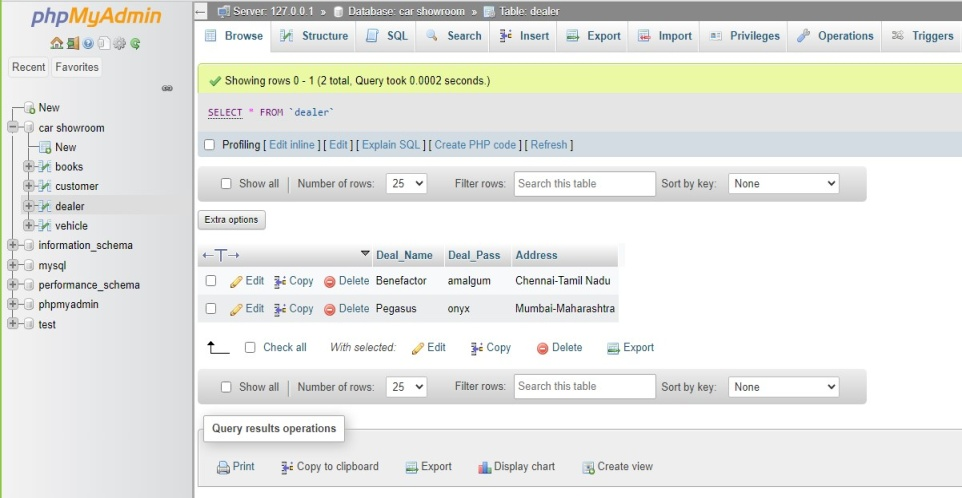 phpMyAdmin
Recent Favorites
New
car showroom
New
books
customer
dealer
vehicle
information_schema
mysql
performance_schema
phpmyadmin
test
Server: 127.0.0.1 » Database: car showroom » Table: dealer
Browse Structure SQL Search Insert Export Import Privileges Operations Triggers
Showing rows 0 - 1 (2 total, Query took 0.0002 seconds.)
SELECT * FROM `dealer`
Profiling [ Edit inline ] [ Edit ] [ Explain SQL ] [ Create PHP code ] [ Refresh ]
Show all Number of rows: 25 Filter rows: Search this table Sort by key: None
Extra options
←T→ Deal_Name Deal_Pass Address
Edit Copy Delete Benefactor amalgum Chennai-Tamil Nadu
Edit Copy Delete Pegasus onyx Mumbai-Maharashtra
Check all With selected: Edit Copy Delete Export
Show all Number of rows: 25 Filter rows: Search this table Sort by key: None
Query results operations
Print Copy to clipboard Export Display chart Create view